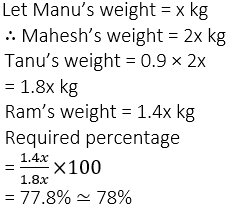 Let Manu’s weight = x kg
∴ Mahesh’s weight = 2x kg
Tanu’s weight = 0.9 × 2x
= 1.8x kg
Ram’s weight = 1.4x kg
Required percentage
= 1.4x/1.8x ×100
= 77.8% ≃ 78%